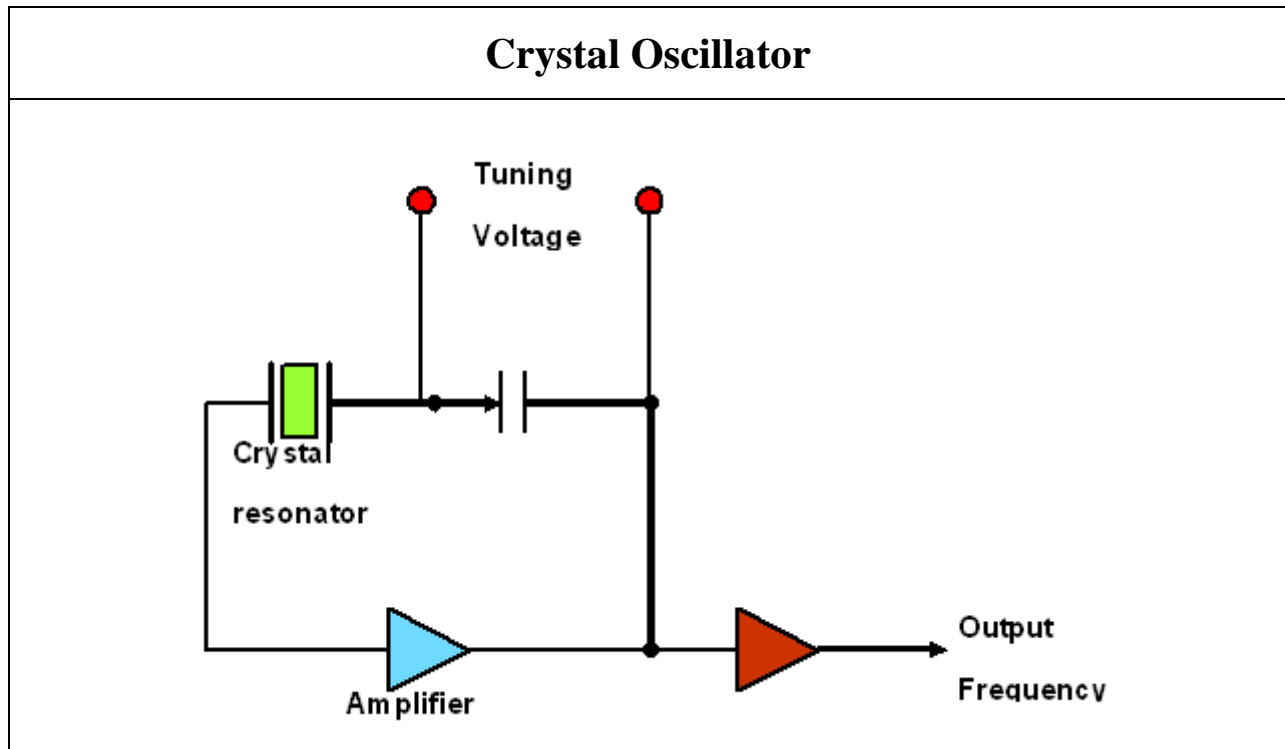 Crystal Oscillator
Tuning
Voltage
Crystal
resonator
Amplifier
Output
Frequency